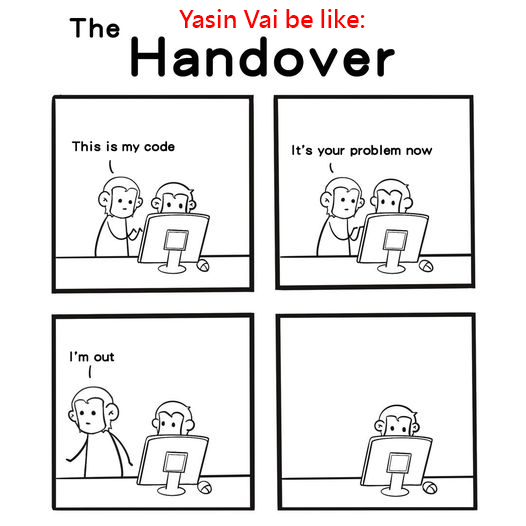 Yasin Vai be like:
The
Handover
This is my code
It's your problem now
I'm out